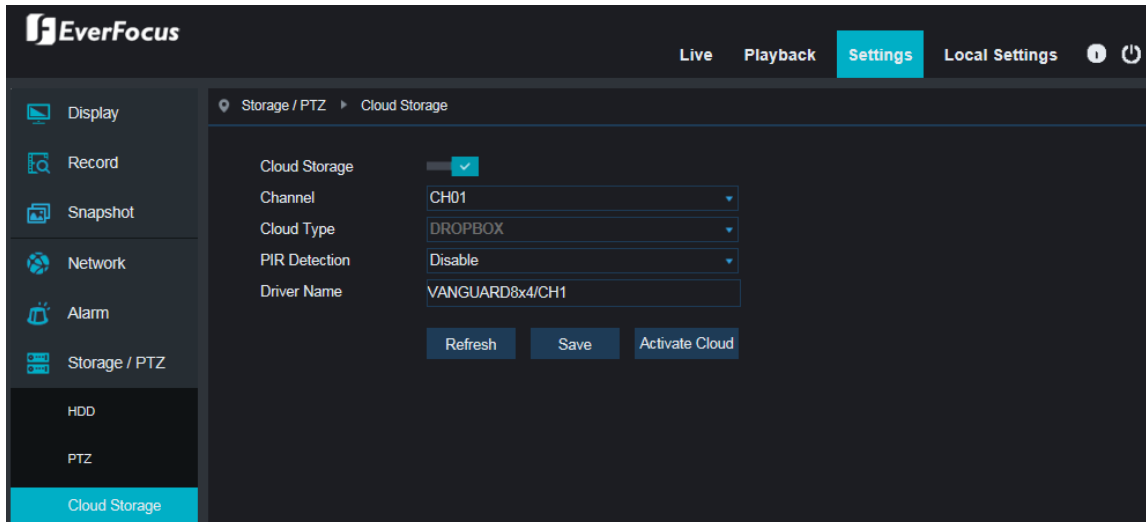 EverFocus
Live Playback Settings Local Settings
Display
Record
Snapshot
Network
Alarm
Storage / PTZ
HDD
PTZ
Cloud Storage
Storage / PTZ Cloud Storage
Cloud Storage
Channel CH01
Cloud Type DROPBOX
PIR Detection Disable
Driver Name VANGUARD8x4/CH1
Refresh Save Activate Cloud